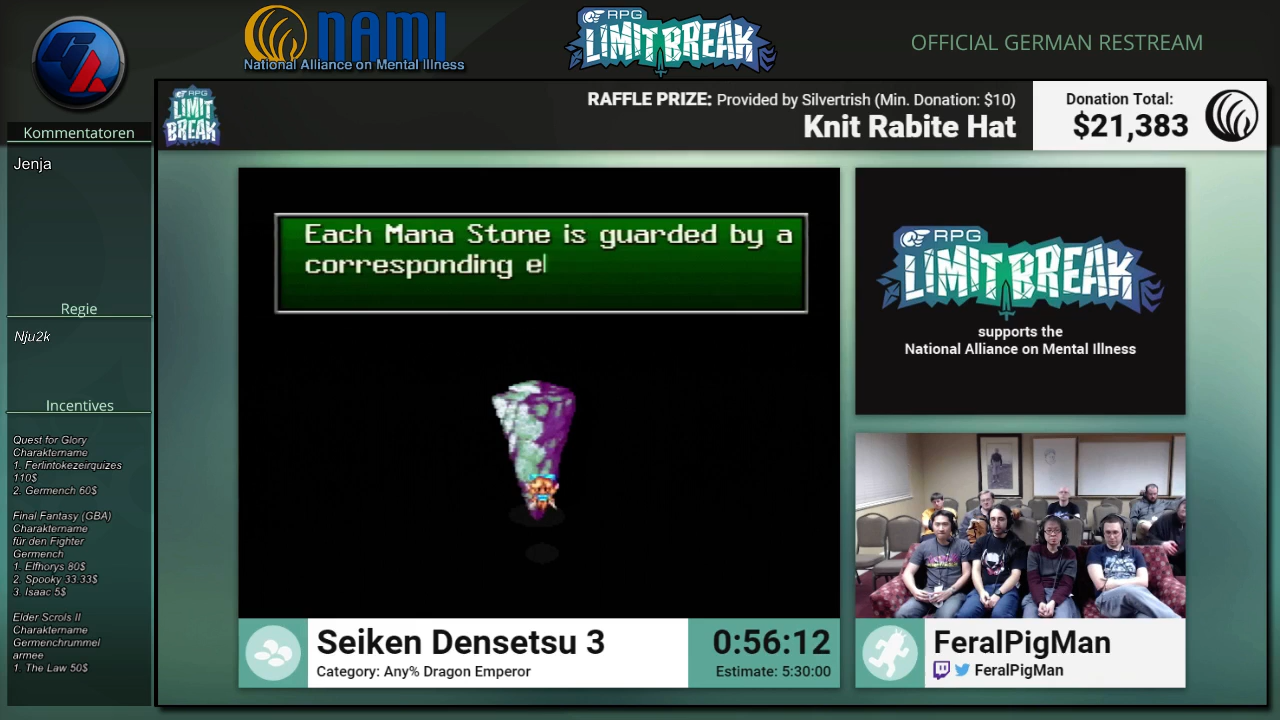 NAMI
National Alliance on Mental Illness
RPG
LIMIT BREAK
OFFICIAL GERMAN RESTREAM
Kommentatoren
Jenja
Regie
Nju2k
Incentives
Quest for Glory
Charaktername
1. Ferlintokezeirquizes
110$
2. Germench 60$
Final Fantasy (GBA)
Charaktername
für den Fighter
Germench
1. Elfhorys 80$
2. Spooky 33.33$
3. Isaac 5$
Elder Scrols II
Charaktername
Germenchrummel
armee
1. The Law 50$
RPG
LIMIT
BREAK
RAFFLE PRIZE: Provided by Silvertrish (Min. Donation: $10)
Knit Rabite Hat
Donation Total:
$21,383
Each Mana Stone is guarded by a
corresponding el
RPG
LIMIT BREAK
supports the
National Alliance on Mental Illness
Seiken Densetsu 3
Category: Any% Dragon Emperor
0:56:12
Estimate: 5:30:00
FeralPigMan
FeralPigMan